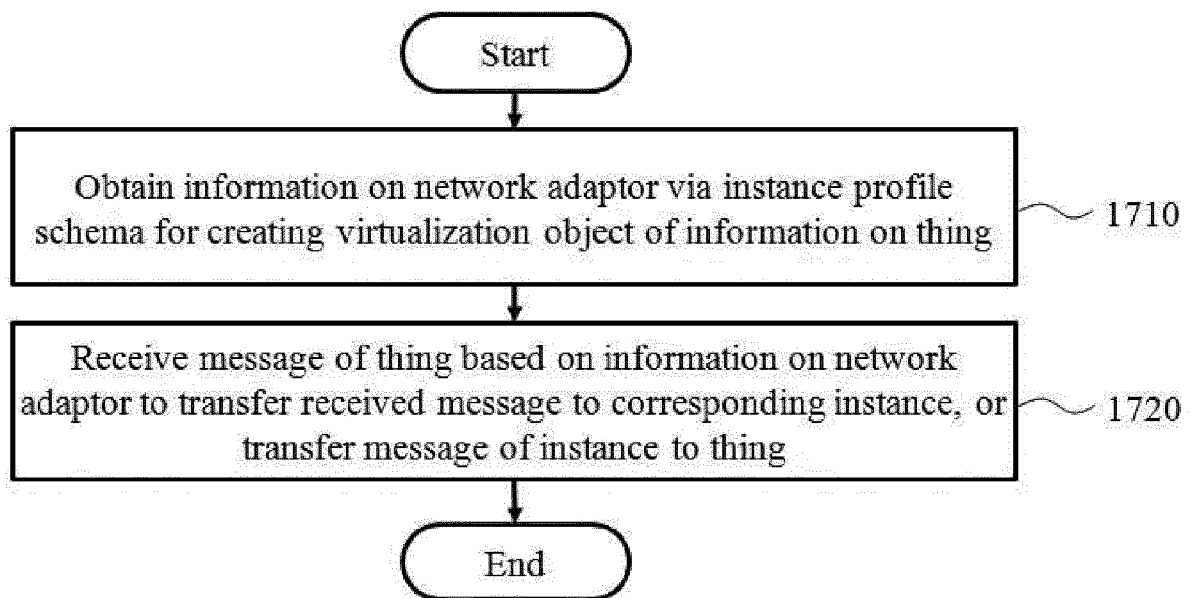 Start
Obtain information on network adaptor via instance profile
schema for creating virtualization object of information on thing
1710
Receive message of thing based on information on network
adaptor to transfer received message to corresponding instance, or
transfer message of instance to thing
1720
End